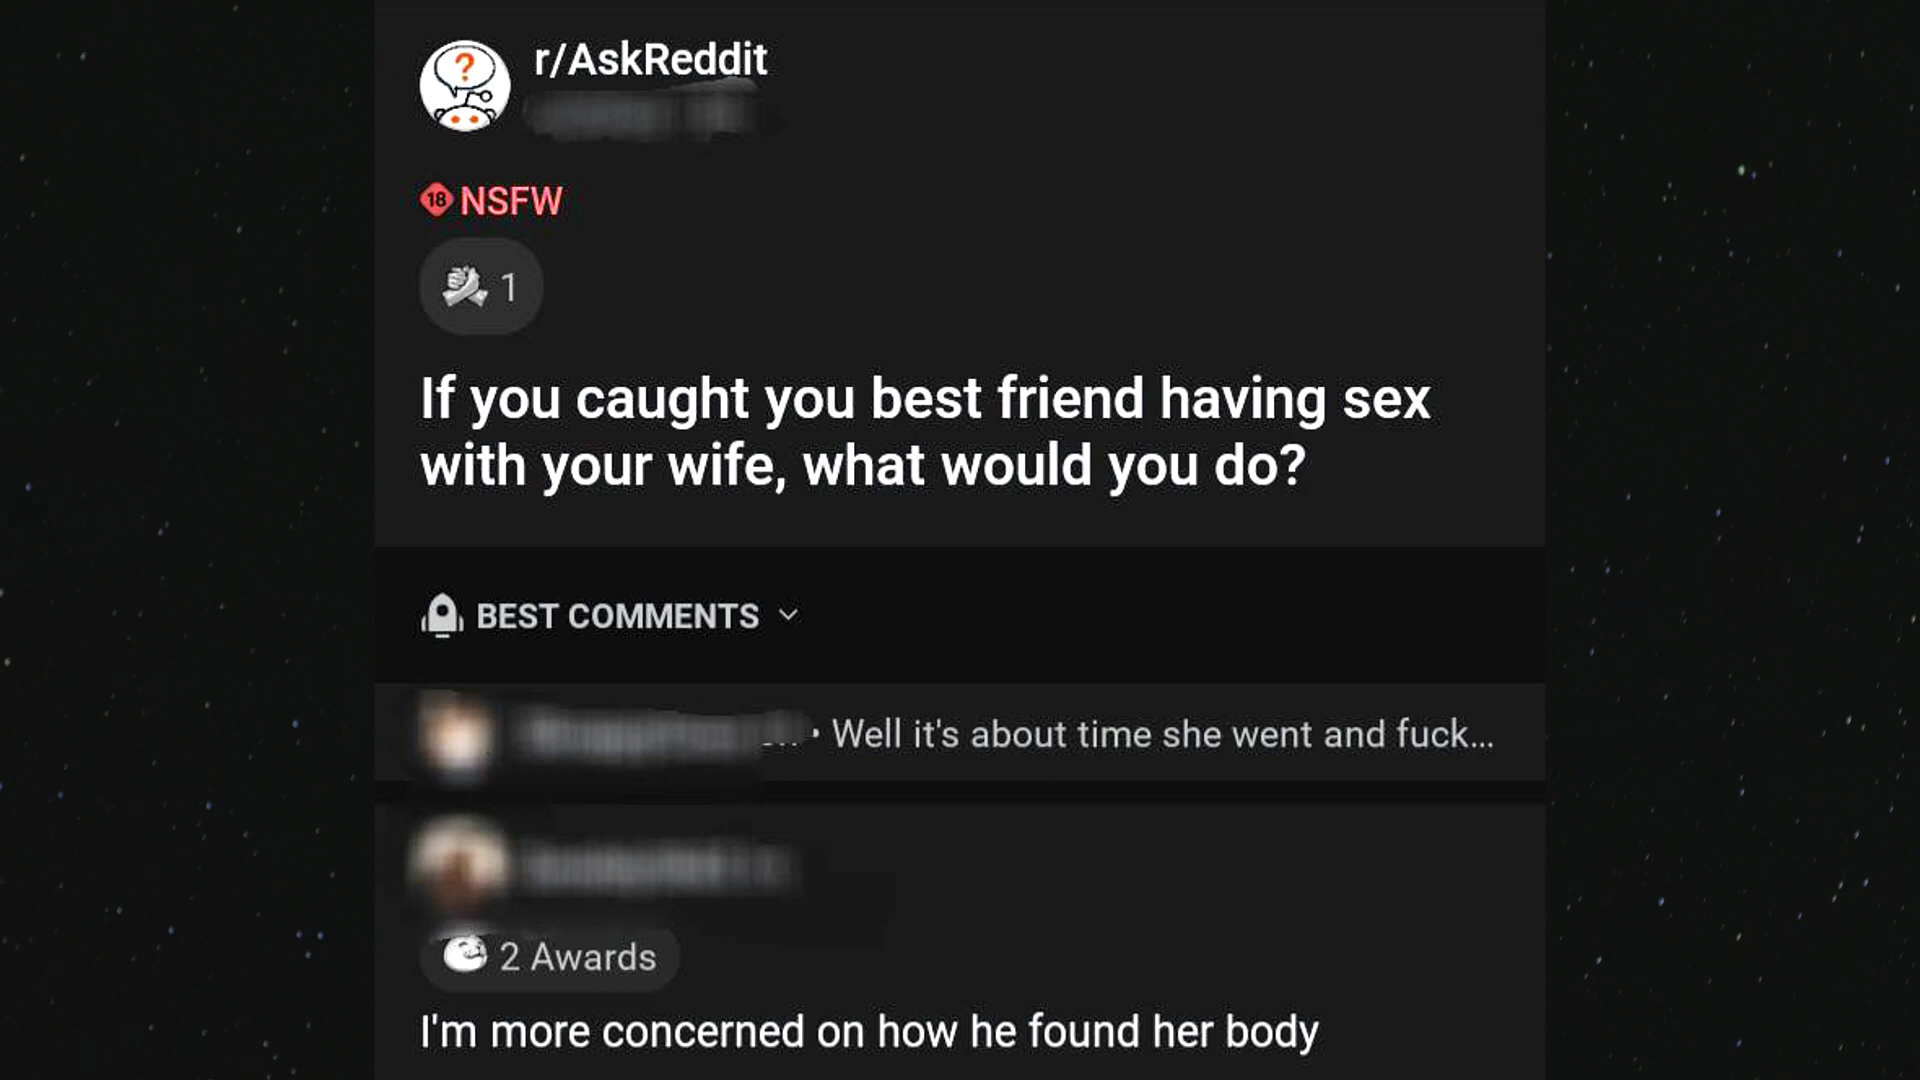 r/AskReddit
18 NSFW
1
If you caught you best friend having sex
with your wife, what would you do?
BEST COMMENTS
• Well it's about time she went and fuck...
2 Awards
I'm more concerned on how he found her body